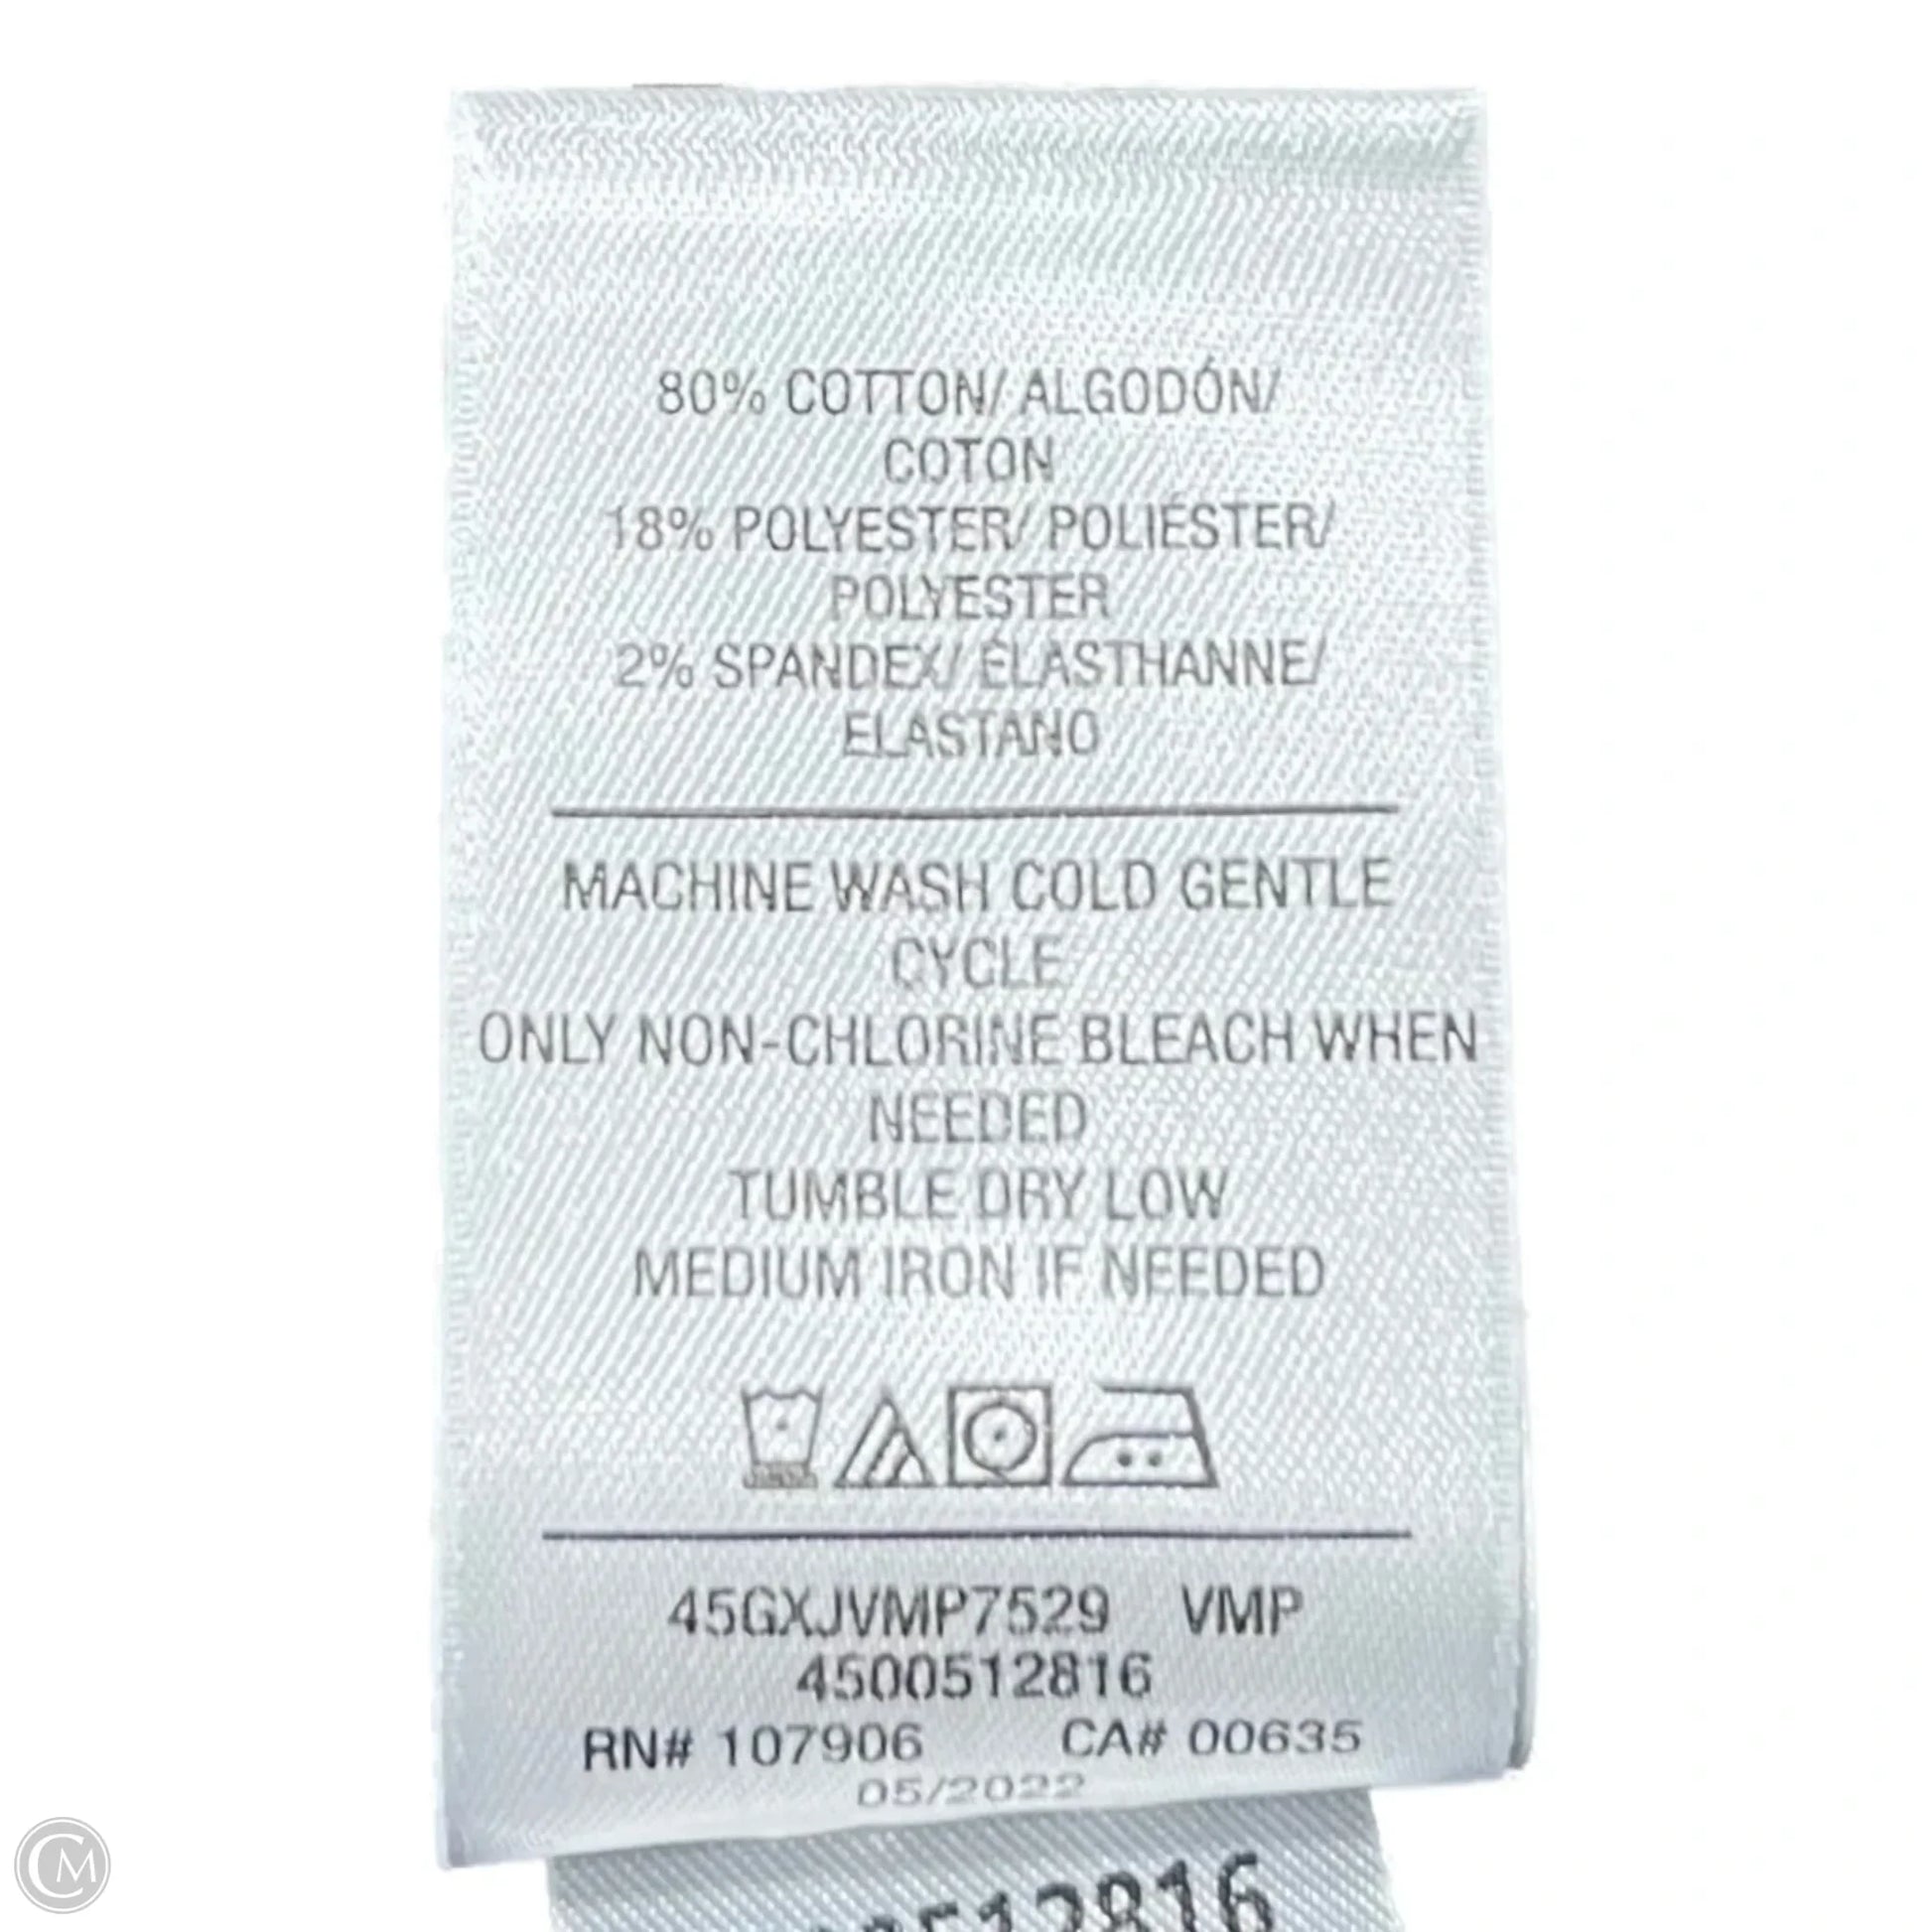 80% COTTON/ ALGODÓN/
COTON
18% POLYESTER/ POLIÉSTER/
POLYESTER
2% SPANDEX/ ÉLASTHANNE/
ELASTANO
MACHINE WASH COLD GENTLE
CYCLE
ONLY NON-CHLORINE BLEACH WHEN
NEEDED
TUMBLE DRY LOW
MEDIUM IRON IF NEEDED
45GXJVMP7529 VMP
4500512816
RN# 107906 CA# 00635
05/2022
CM